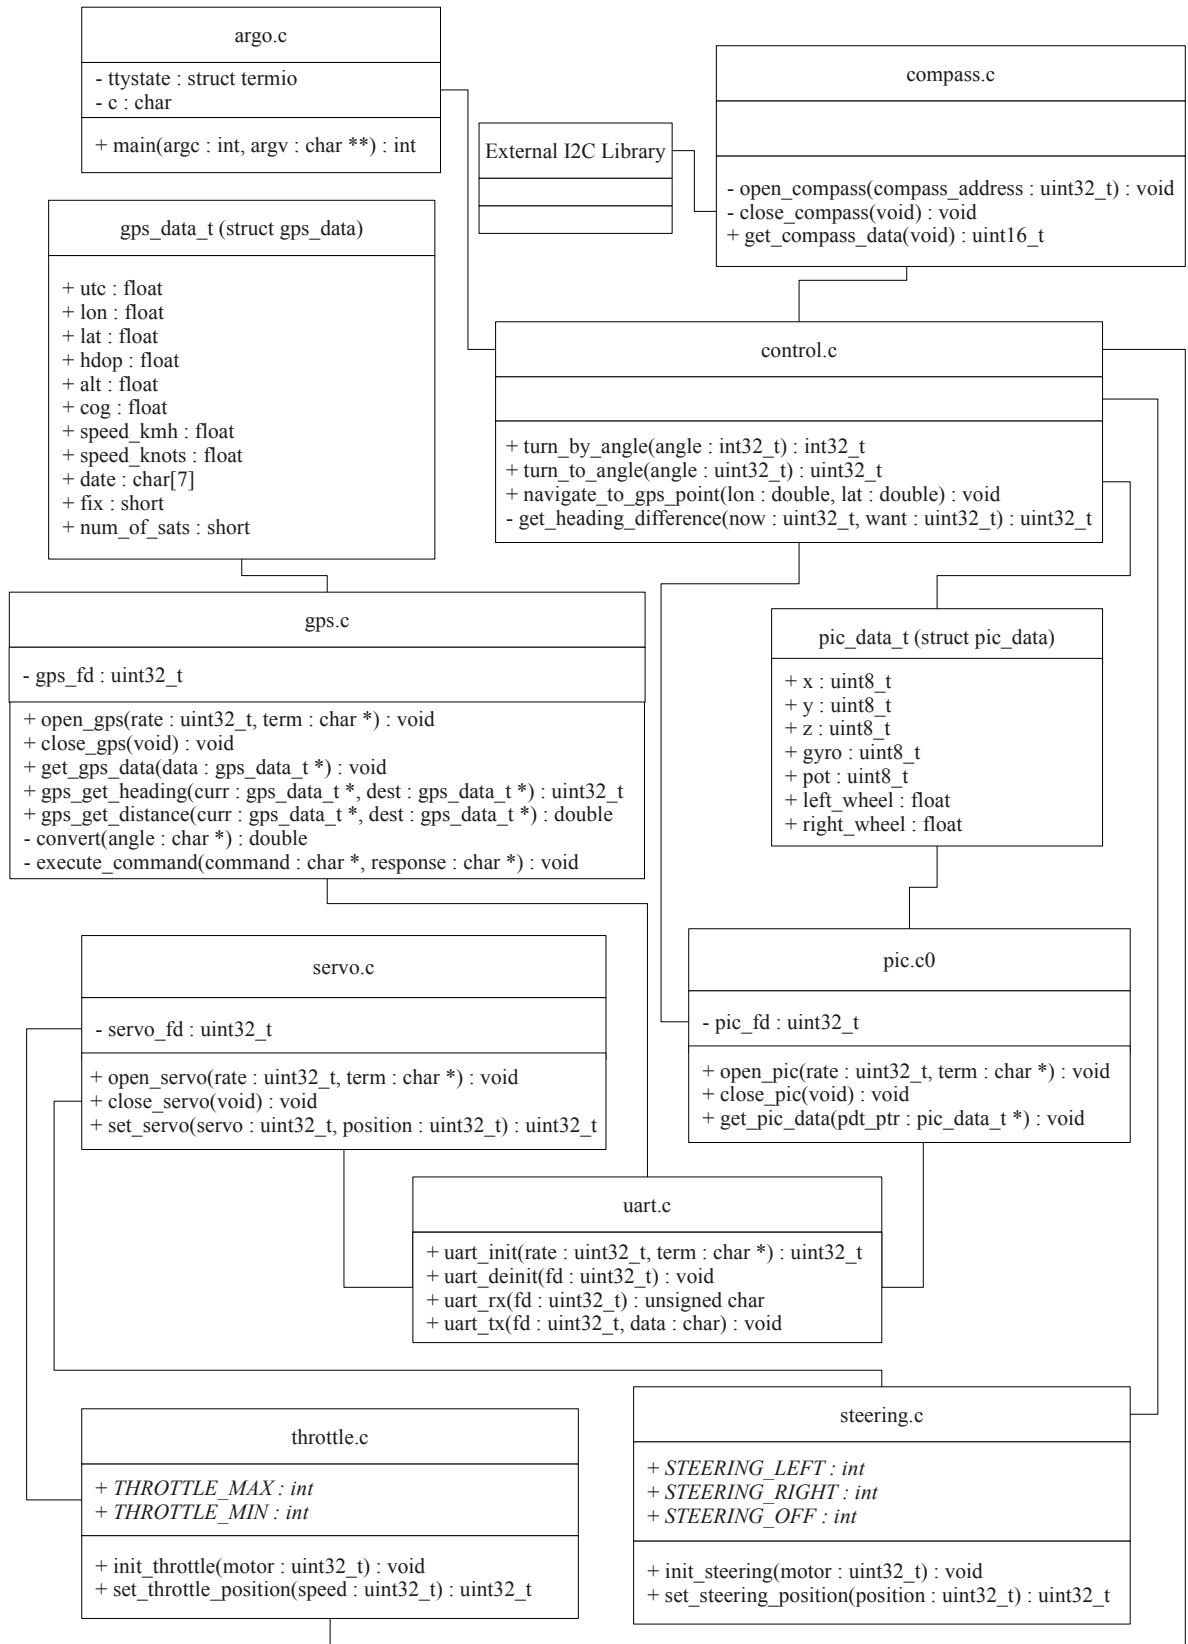 argo.c
- ttystate : struct termio
- c : char
+ main(argc : int, argv : char **) : int
compass.c
- open_compass(compass_address : uint32_t) : void
- close_compass(void) : void
+ get_compass_data(void) : uint16_t
External I2C Library
gps_data_t (struct gps_data)
+ utc : float
+ lon : float
+ lat : float
+ hdop : float
+ alt : float
+ cog : float
+ speed_kmh : float
+ speed_knots : float
+ date : char[7]
+ fix : short
+ num_of_sats : short
control.c
+ turn_by_angle(angle : int32_t) : int32_t
+ turn_to_angle(angle : uint32_t) : uint32_t
+ navigate_to_gps_point(lon : double, lat : double) : void
- get_heading_difference(now : uint32_t, want : uint32_t) : uint32_t
gps.c
- gps_fd : uint32_t
+ open_gps(rate : uint32_t, term : char *) : void
+ close_gps(void) : void
+ get_gps_data(data : gps_data_t *) : void
+ gps_get_heading(curr : gps_data_t *, dest : gps_data_t *) : uint32_t
+ gps_get_distance(curr : gps_data_t *, dest : gps_data_t *) : double
- convert(angle : char *) : double
- execute_command(command : char *, response : char *) : void
pic_data_t (struct pic_data)
+ x : uint8_t
+ y : uint8_t
+ z : uint8_t
+ gyro : uint8_t
+ pot : uint8_t
+ left_wheel : float
+ right_wheel : float
servo.c
- servo_fd : uint32_t
+ open_servo(rate : uint32_t, term : char *) : void
+ close_servo(void) : void
+ set_servo(servo : uint32_t, position : uint32_t) : uint32_t
pic.c0
- pic_fd : uint32_t
+ open_pic(rate : uint32_t, term : char *) : void
+ close_pic(void) : void
+ get_pic_data(pdt_ptr : pic_data_t *) : void
uart.c
+ uart_init(rate : uint32_t, term : char *) : uint32_t
+ uart_deinit(fd : uint32_t) : void
+ uart_rx(fd : uint32_t) : unsigned char
+ uart_tx(fd : uint32_t, data : char) : void
throttle.c
+ THROTTLE_MAX : int
+ THROTTLE_MIN : int
+ init_throttle(motor : uint32_t) : void
+ set_throttle_position(speed : uint32_t) : uint32_t
steering.c
+ STEERING_LEFT : int
+ STEERING_RIGHT : int
+ STEERING_OFF : int
+ init_steering(motor : uint32_t) : void
+ set_steering_position(position : uint32_t) : uint32_t